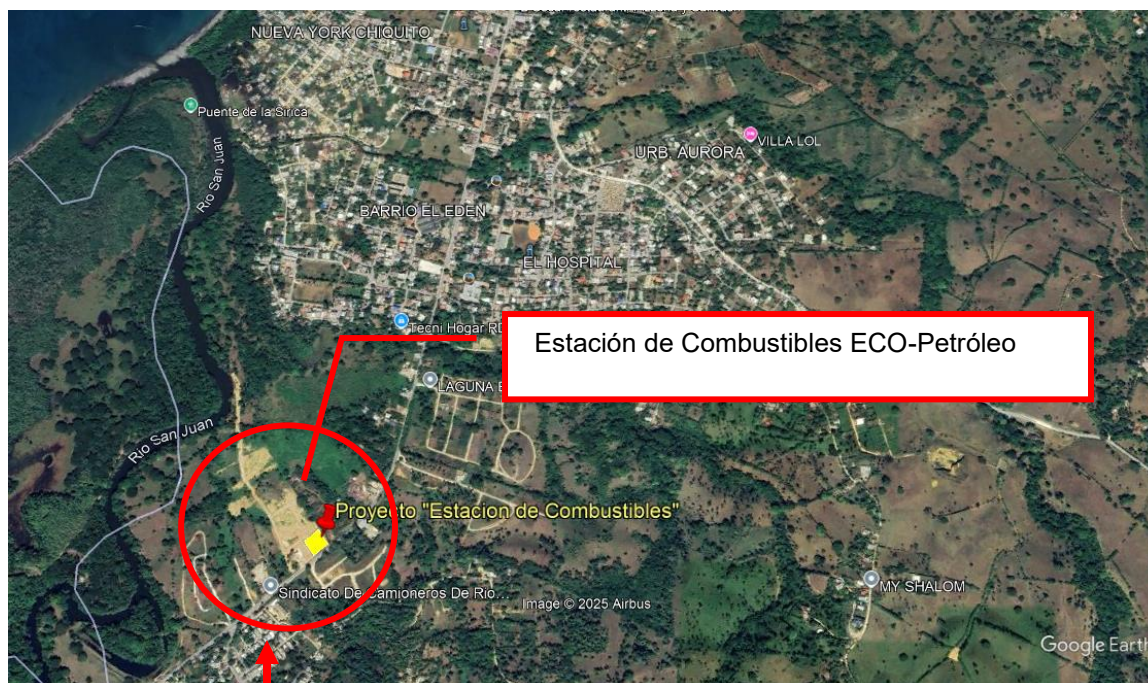 NUEVA YORK CHIQUITO
Puente de la Sirica
Rio San Juan
VILLA LOL
URB. AURORA
BARRIO EL EDEN
EL HOSPITAL
Tecni Hogar RD
Estación de Combustibles ECO-Petróleo
LAGUNA
Rio San Juan
Proyecto "Estacion de Combustibles"
Sindicato De Camioneros De Rio...
Image © 2025 Airbus
MY SHALOM
Google Earth